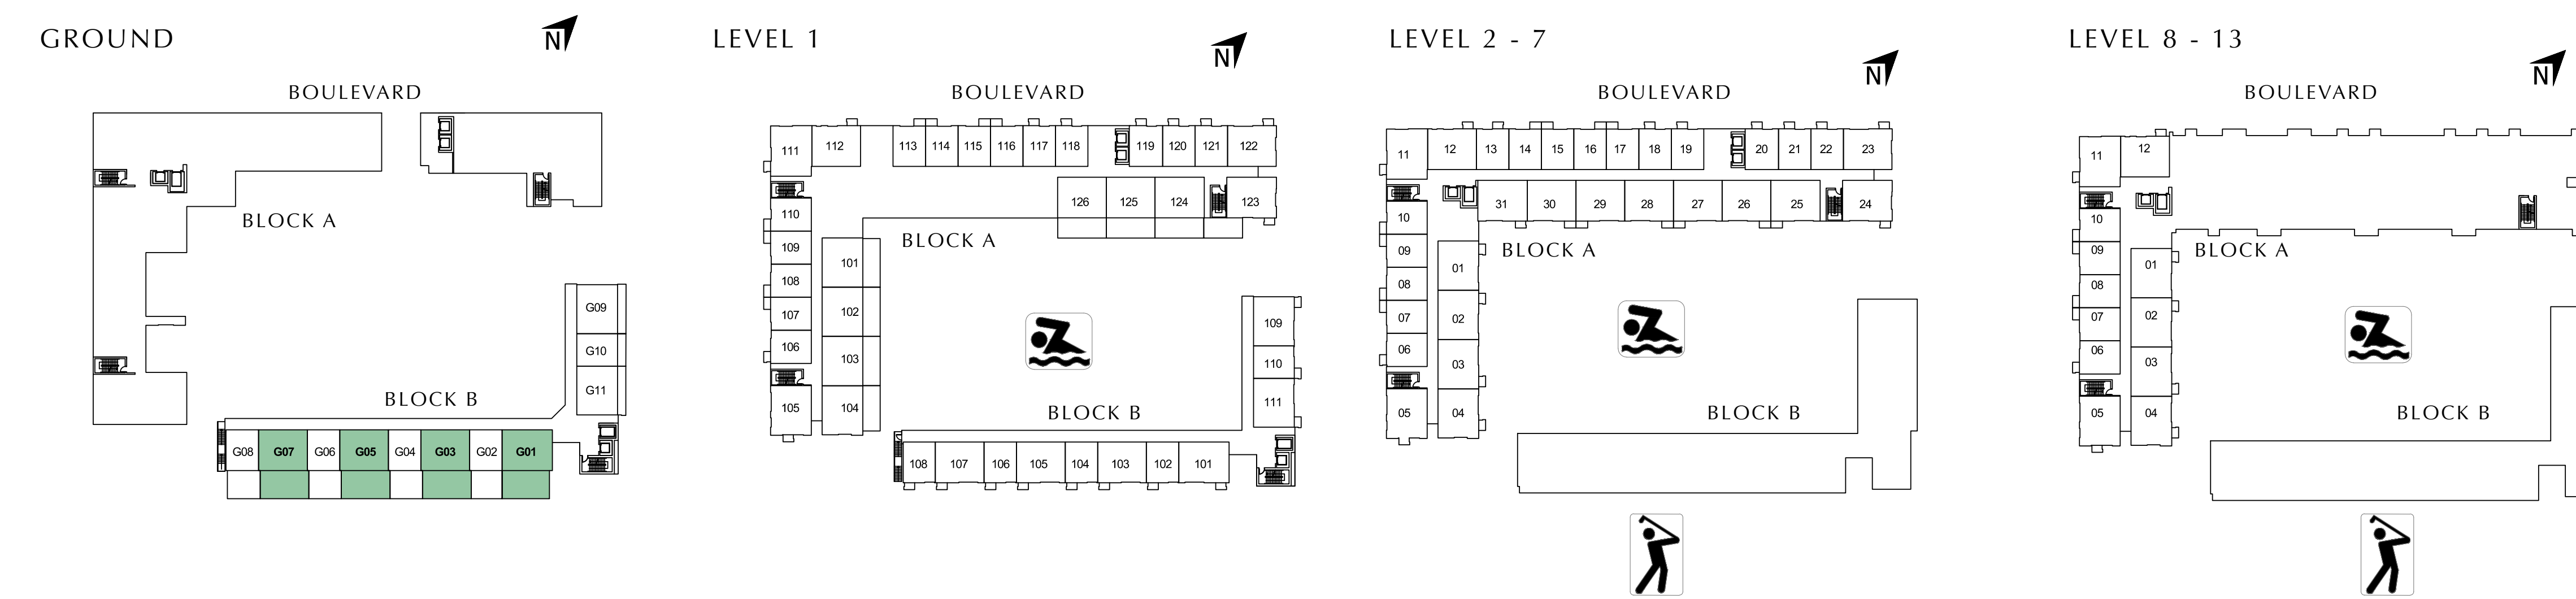 GROUND
N
BOULEVARD
BLOCK A
G09
G10
G11
BLOCK B
G08 G07 G06 G05 G04 G03 G02 G01
LEVEL 1
N
BOULEVARD
111 112 113 114 115 116 117 118 119 120 121 122
126 125 124 123
110
109
108
107
106
105
101
102
103
104
BLOCK A
109
110
111
BLOCK B
108 107 106 105 104 103 102 101
LEVEL 2 - 7
N
BOULEVARD
11 12 13 14 15 16 17 18 19 20 21 22 23
31 30 29 28 27 26 25 24
10
09
08
07
06
05
01
02
03
04
BLOCK A
BLOCK B
LEVEL 8 - 13
N
BOULEVARD
11 12
10
09
08
07
06
05
01
02
03
04
BLOCK A
BLOCK B